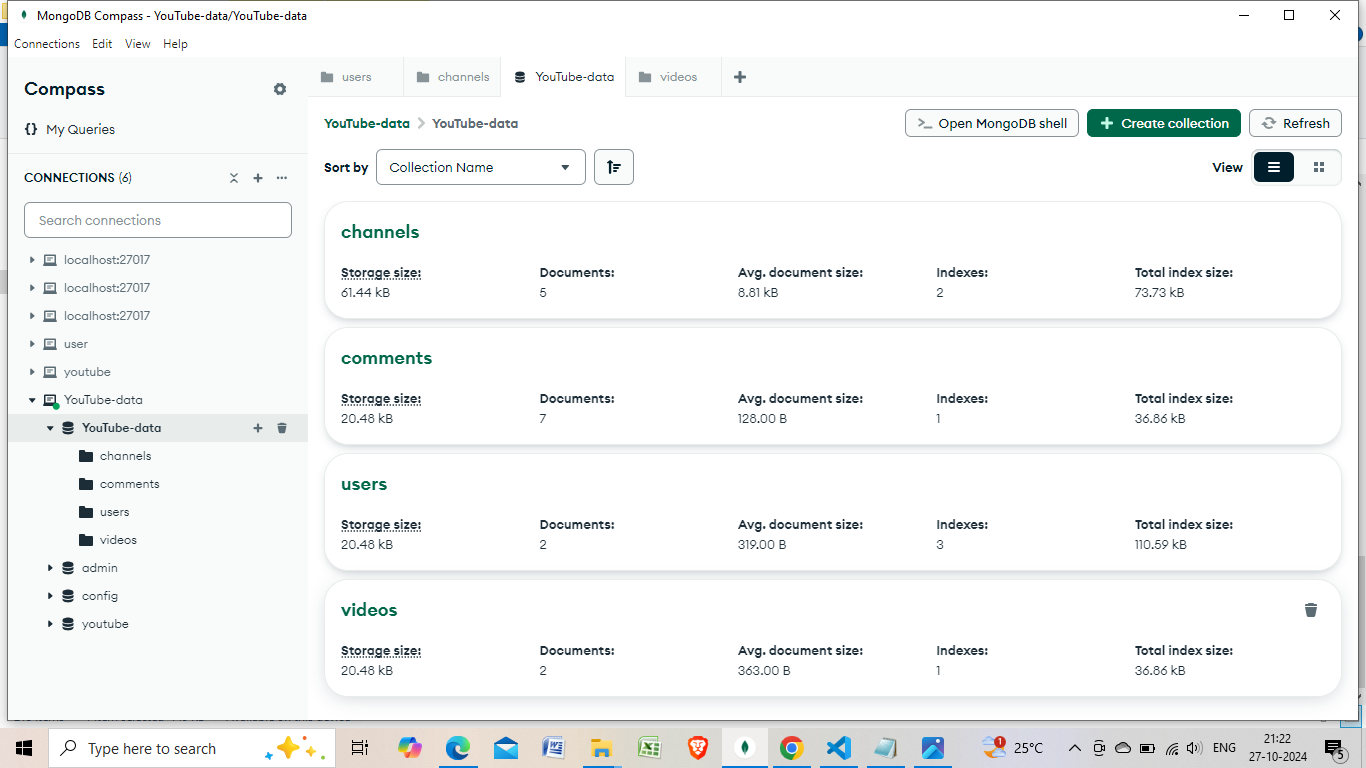 MongoDB Compass - YouTube-data/YouTube-data
Connections Edit View Help
Compass
{} My Queries
CONNECTIONS (6)
Search connections
localhost:27017
localhost:27017
localhost:27017
user
youtube
YouTube-data
YouTube-data
channels
comments
users
videos
admin
config
youtube
users channels YouTube-data videos
YouTube-data > YouTube-data
>_ Open MongoDB shell + Create collection Refresh
Sort by Collection Name View
channels
Storage size: Documents: Avg. document size: Indexes: Total index size:
61.44 kB 5 8.81 kB 2 73.73 kB
comments
Storage size: Documents: Avg. document size: Indexes: Total index size:
20.48 kB 7 128.00 B 1 36.86 kB
users
Storage size: Documents: Avg. document size: Indexes: Total index size:
20.48 kB 2 319.00 B 3 110.59 kB
videos
Storage size: Documents: Avg. document size: Indexes: Total index size:
20.48 kB 2 363.00 B 1 36.86 kB
Type here to search
1 25°C ENG 21:22
27-10-2024 5